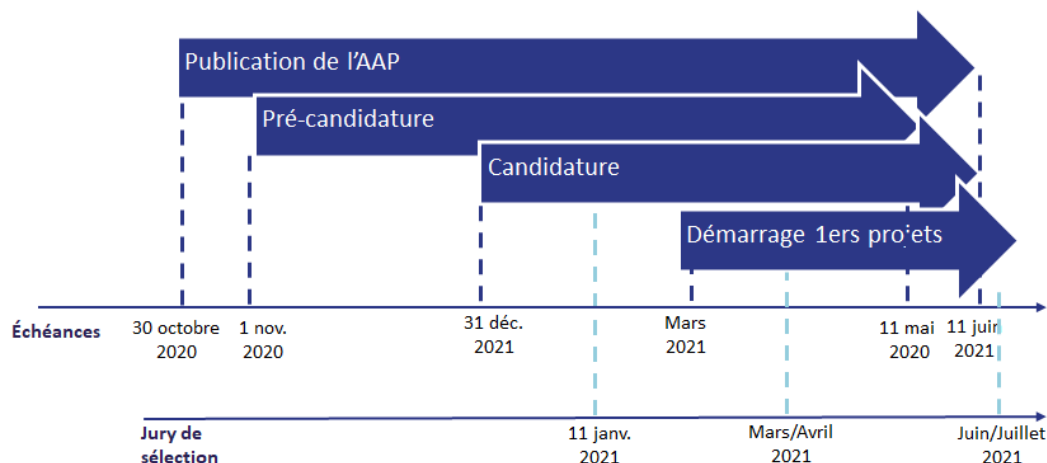 Publication de l'AAP
Pré-candidature
Candidature
Démarrage 1ers projets
Échéances
30 octobre
2020
1 nov.
2020
31 déc.
2021
Mars
2021
11 mai
2020
11 juin
2021
Jury de
sélection
11 janv.
2021
Mars/Avril
2021
Juin/Juillet
2021